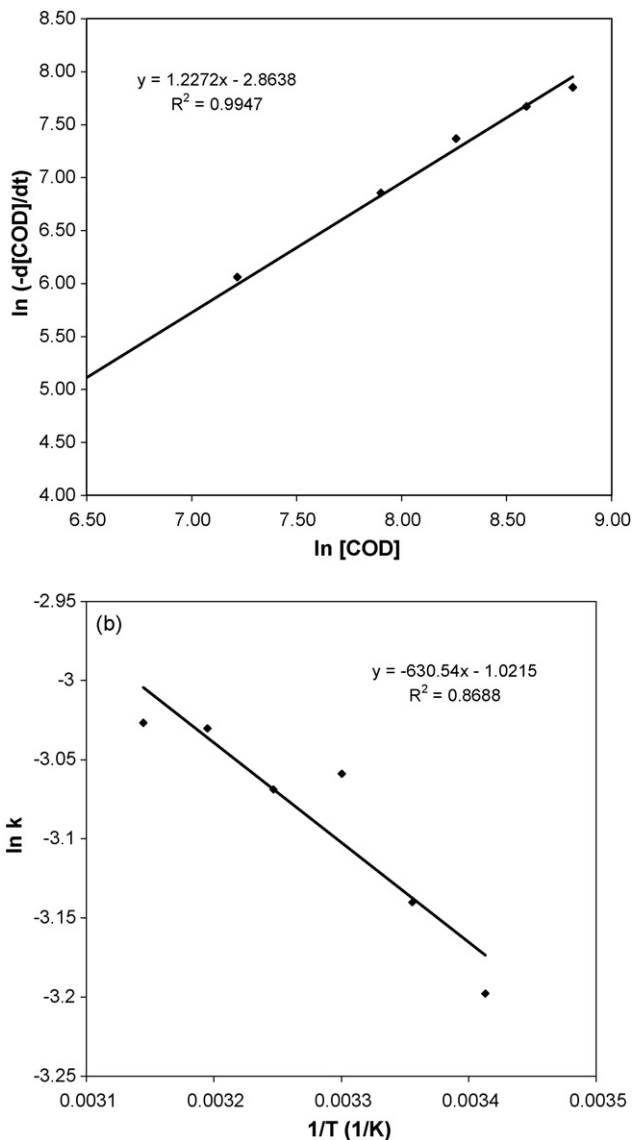 8.50
8.00
7.50
7.00
6.50
6.00
5.50
5.00
4.50
4.00
ln (-d[COD]/dt)
y = 1.2272x - 2.8638
R² = 0.9947
6.50 7.00 7.50 8.00 8.50 9.00
ln [COD]
(b)
-2.95
-3
-3.05
-3.1
-3.15
-3.2
-3.25
ln k
y = -630.54x - 1.0215
R² = 0.8688
0.0031 0.0032 0.0033 0.0034 0.0035
1/T (1/K)